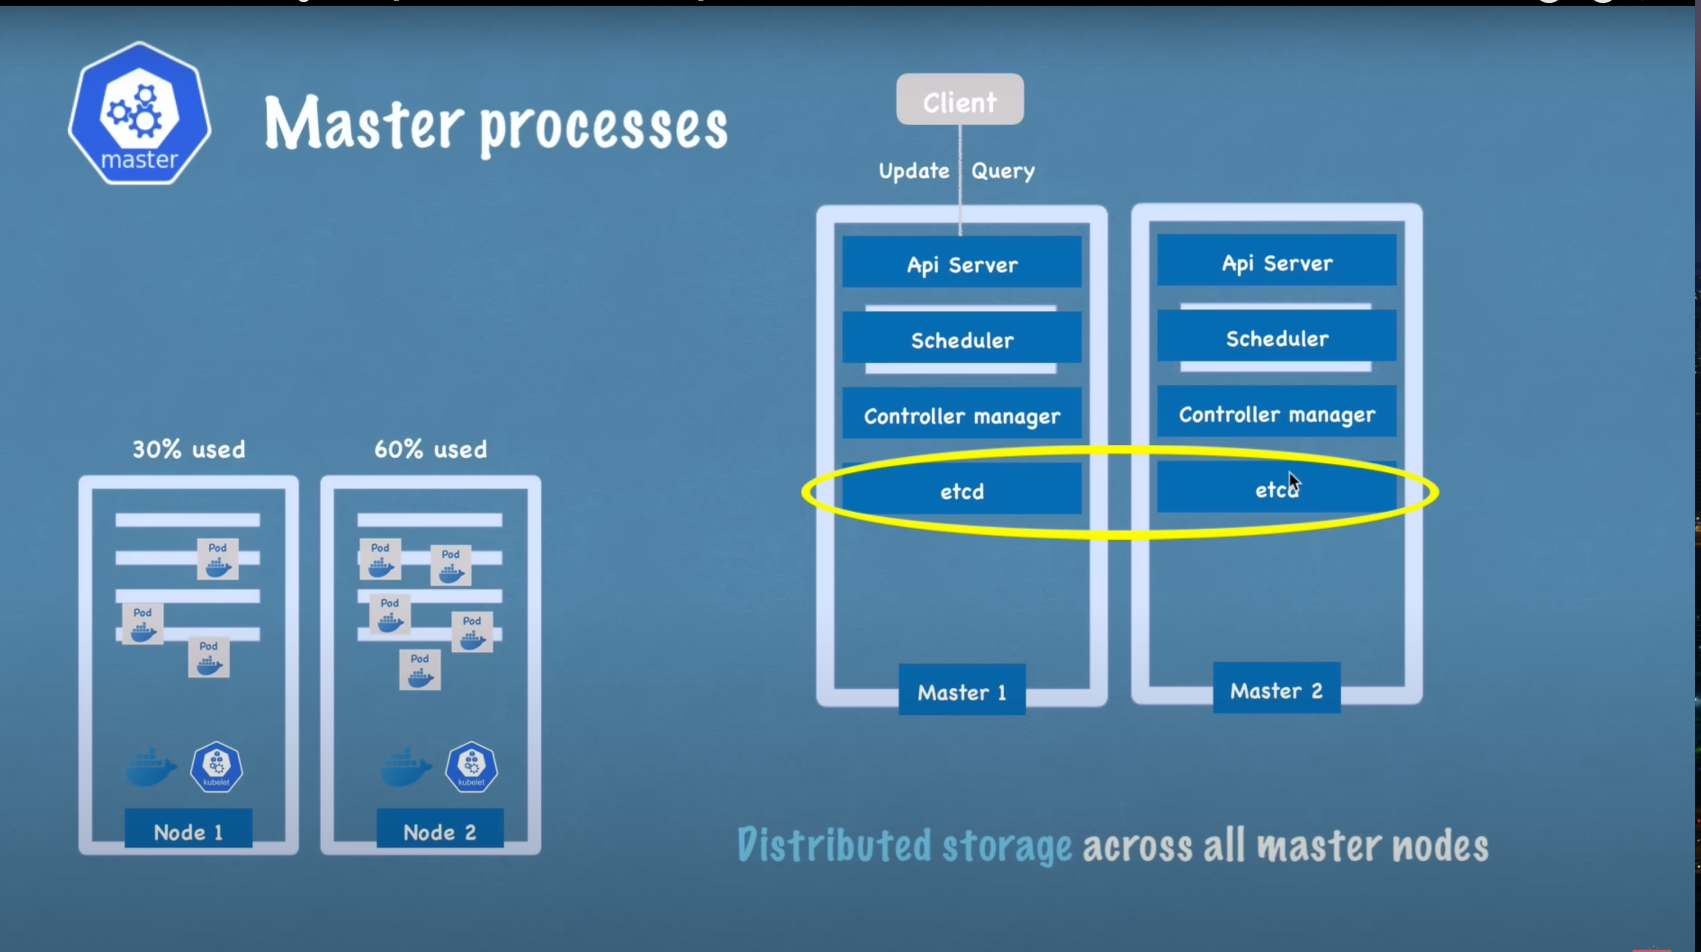 master
Master processes
Client
Update
Query
Api Server
Scheduler
Controller manager
etcd
Master 1
Api Server
Scheduler
Controller manager
etcd
Master 2
30% used
Pod
Pod
Pod
kubelet
Node 1
60% used
Pod
Pod
Pod
Pod
Pod
kubelet
Node 2
Distributed storage across all master nodes